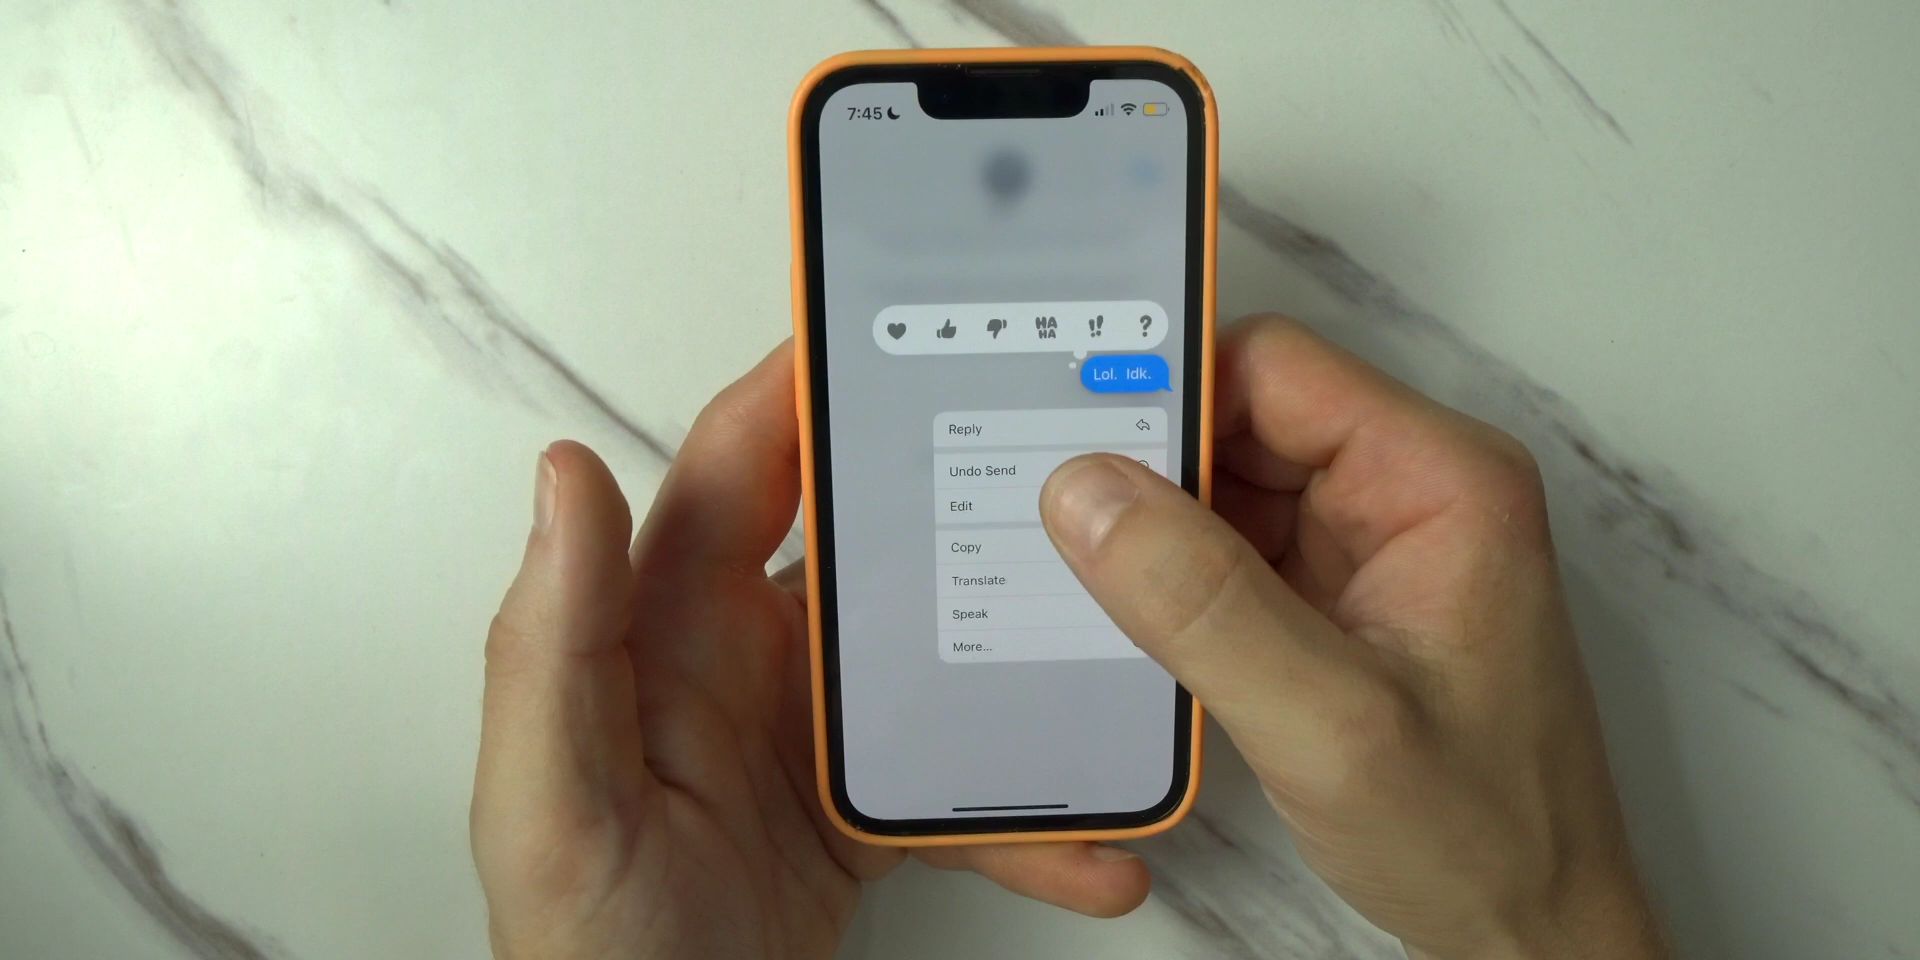 7:45
HA
HA
!!
?
Lol.  Idk.
Reply
Undo Send
Edit
Copy
Translate
Speak
More...